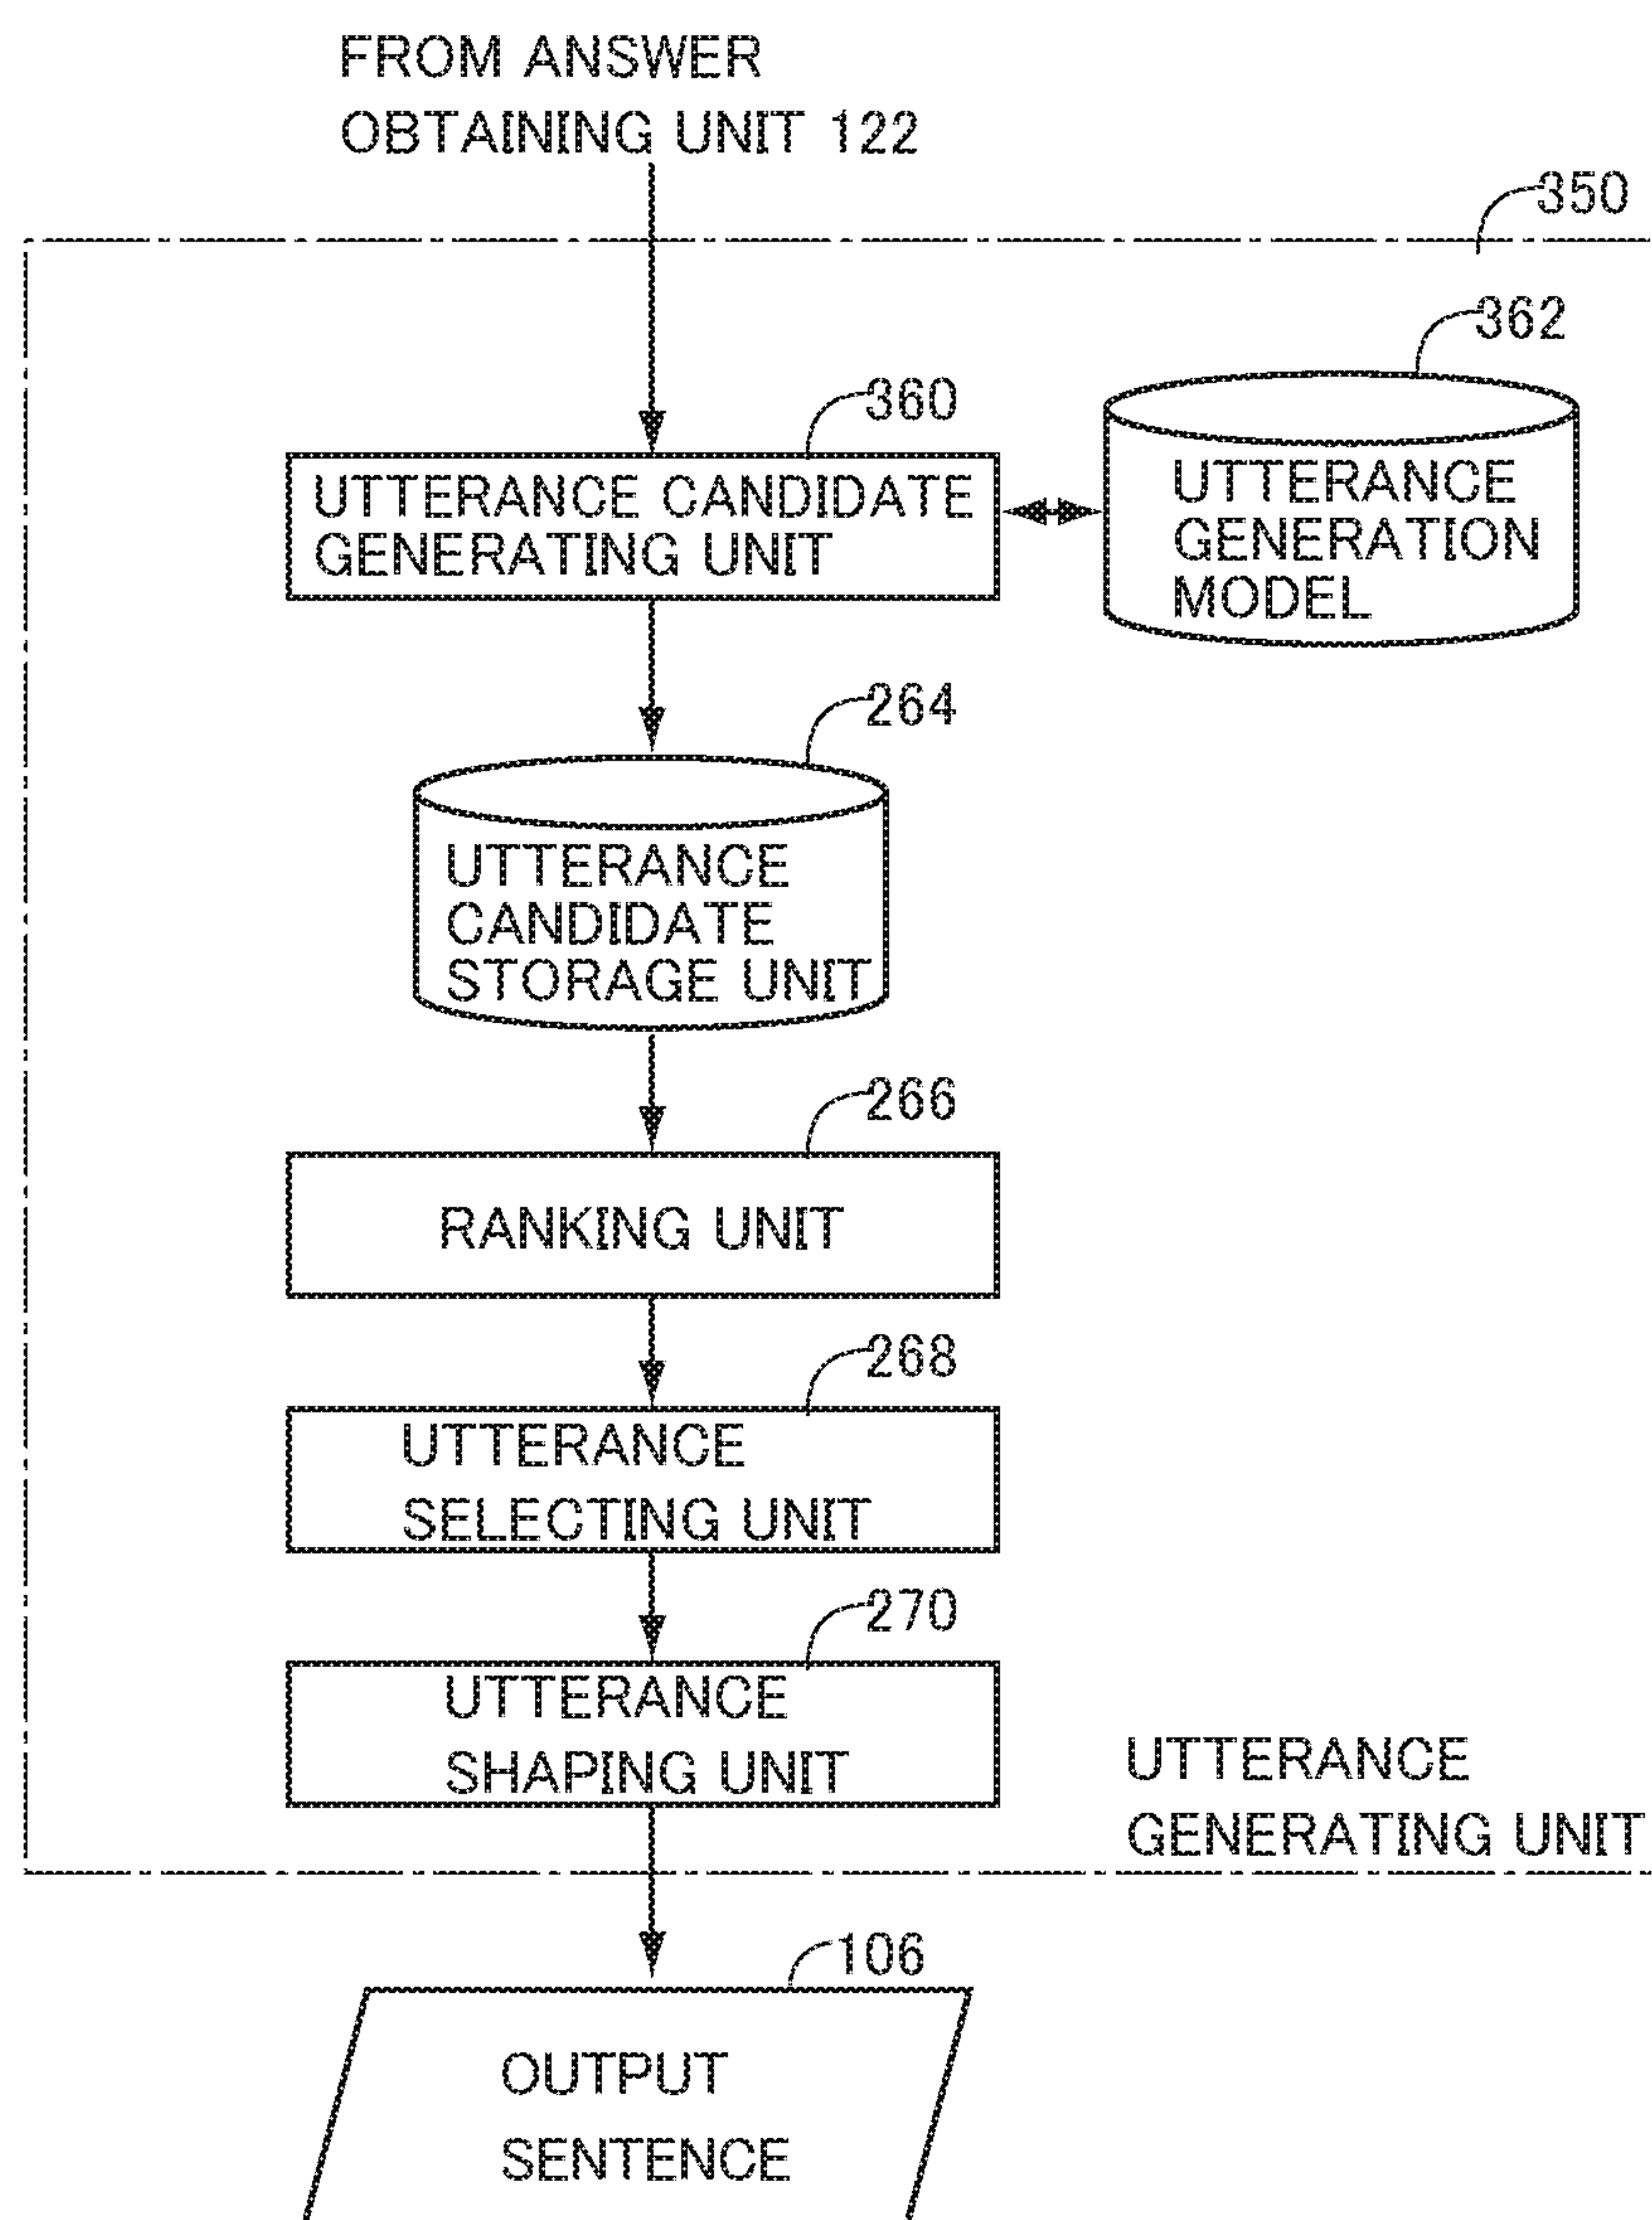 FROM ANSWER
OBTAINING UNIT 122
350
362
360
UTTERANCE CANDIDATE
GENERATING UNIT
UTTERANCE
GENERATION
MODEL
264
UTTERANCE
CANDIDATE
STORAGE UNIT
266
RANKING UNIT
268
UTTERANCE
SELECTING UNIT
270
UTTERANCE
SHAPING UNIT
UTTERANCE
GENERATING UNIT
106
OUTPUT
SENTENCE